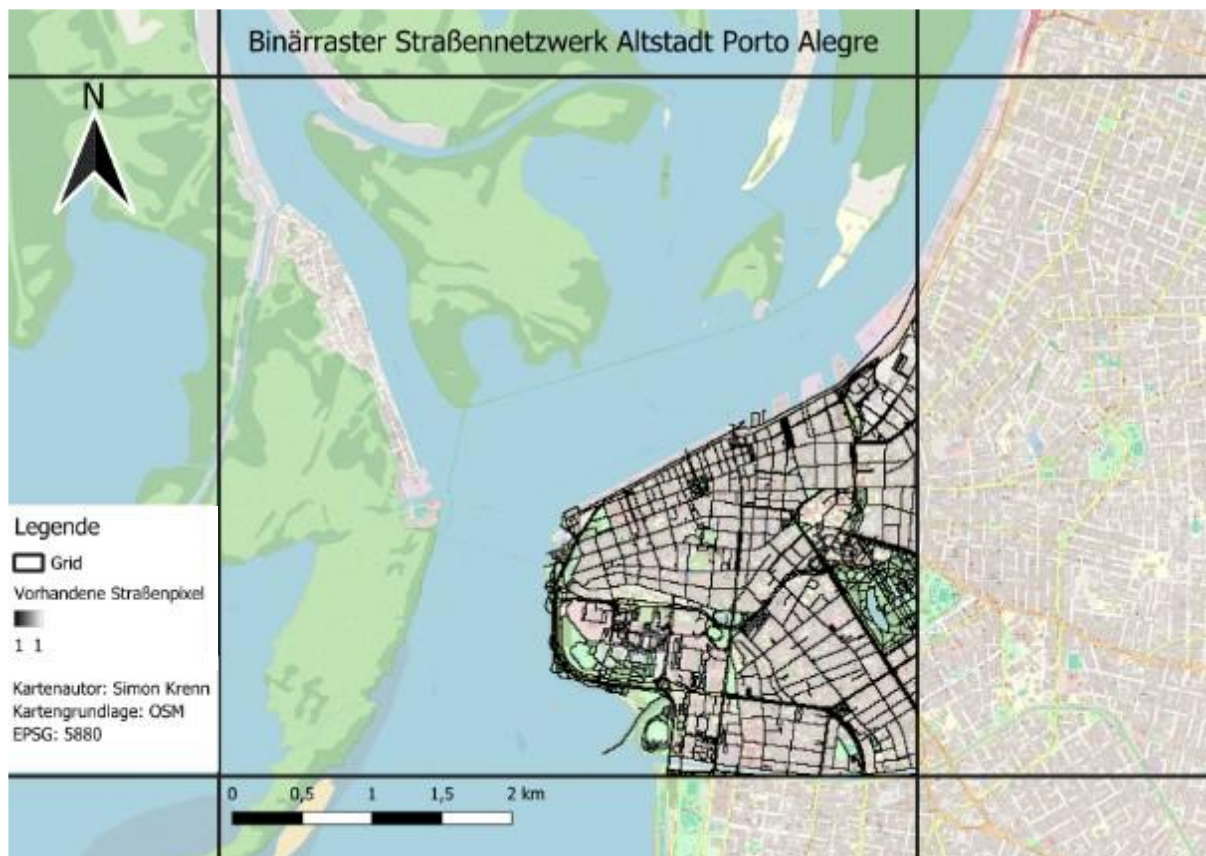 Binärraster Straßennetzwerk Altstadt Porto Alegre
N
Legende
Grid
Vorhandene Straßenpixel
1 1
Kartenautor: Simon Krenn
Kartengrundlage: OSM
EPSG: 5880
0 0,5 1 1,5 2 km